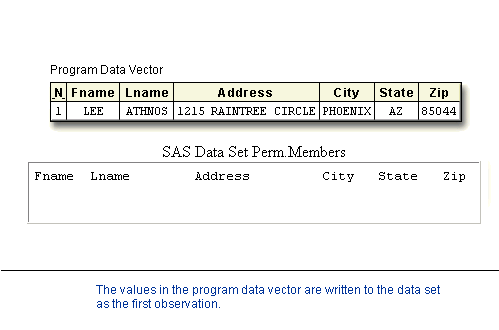 Program Data Vector
_N_ Fname Lname Address City State Zip
1 LEE ATHNOS 1215 RAINTREE CIRCLE PHOENIX AZ 85044
SAS Data Set Perm.Members
Fname Lname Address City State Zip
The values in the program data vector are written to the data set
as the first observation.